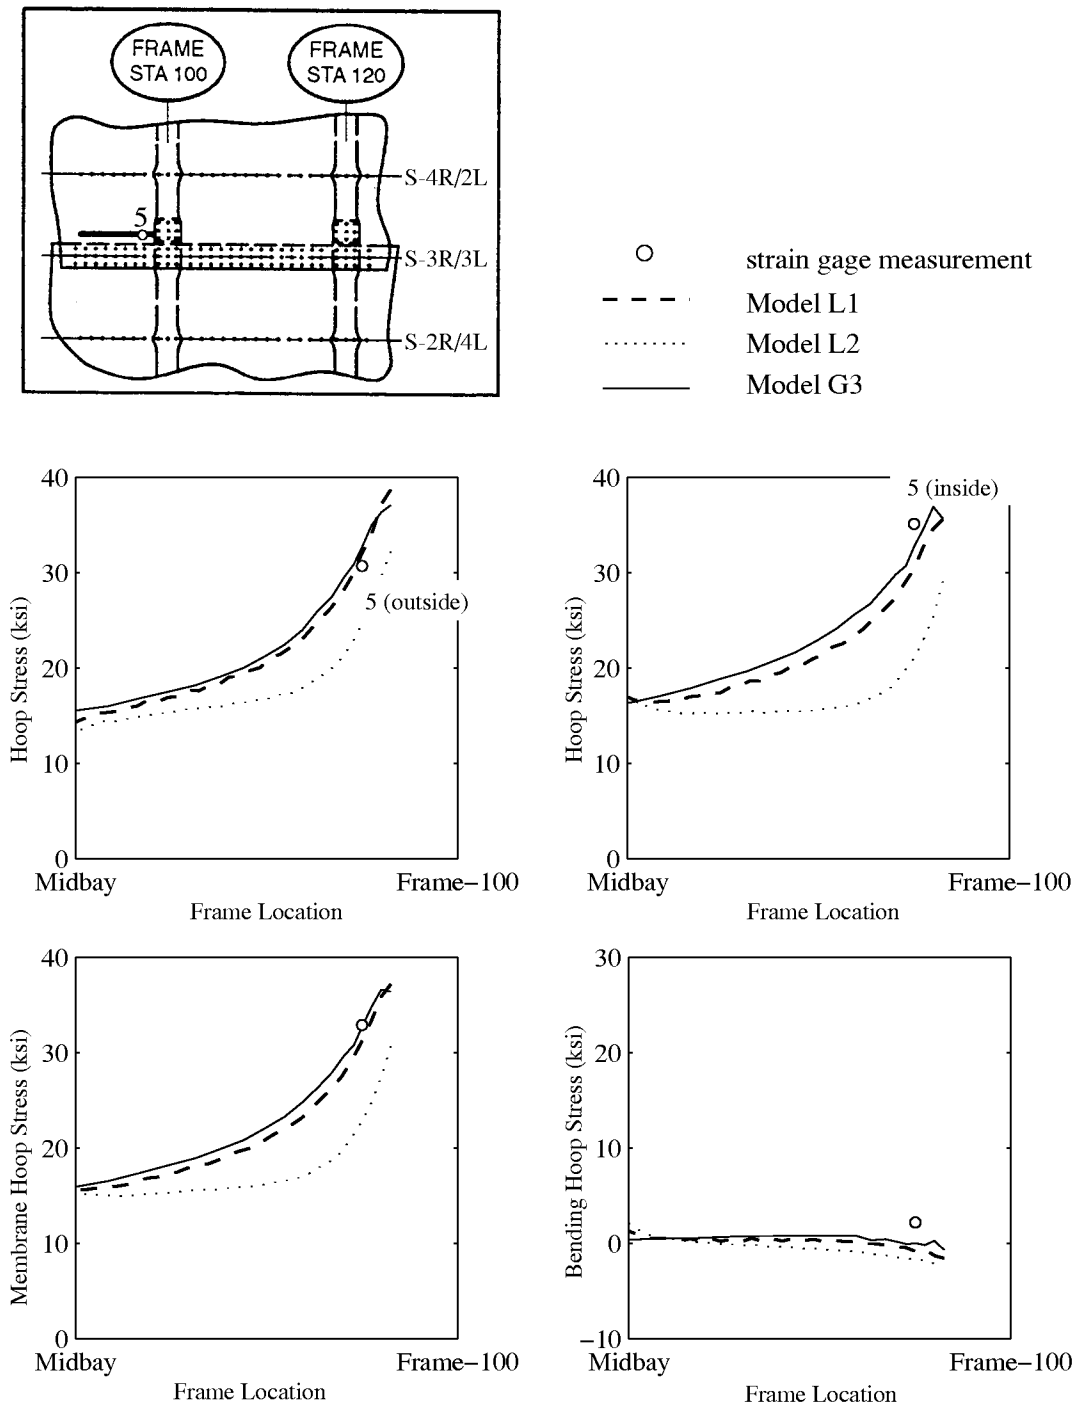 FRAME
STA 100
FRAME
STA 120
S-4R/2L
5
S-3R/3L
S-2R/4L
strain gage measurement
Model L1
Model L2
Model G3
40
30
20
10
0
Hoop Stress (ksi)
5 (outside)
Midbay
Frame-100
Frame Location
40
30
20
10
0
Hoop Stress (ksi)
5 (inside)
Midbay
Frame-100
Frame Location
40
30
20
10
0
Membrane Hoop Stress (ksi)
Midbay
Frame-100
Frame Location
30
20
10
0
-10
Bending Hoop Stress (ksi)
Midbay
Frame-100
Frame Location